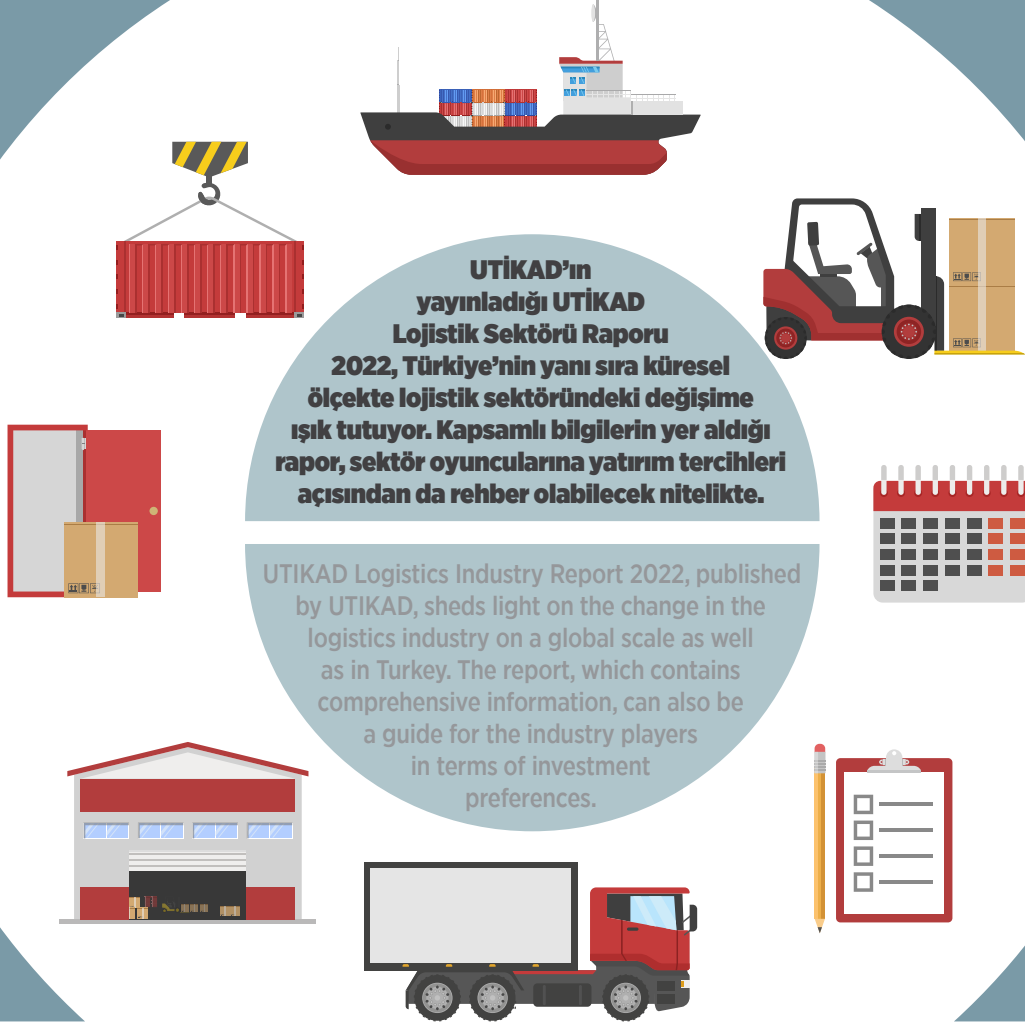 UTİKAD’ın
yayınladığı UTİKAD
Lojistik Sektörü Raporu
2022, Türkiye’nin yanı sıra küresel
ölçekte lojistik sektöründeki değişime
ışık tutuyor. Kapsamlı bilgilerin yer aldığı
rapor, sektör oyuncularına yatırım tercihleri
açısından da rehber olabilecek nitelikte.
UTIKAD Logistics Industry Report 2022, published
by UTIKAD, sheds light on the change in the
logistics industry on a global scale as well
as in Turkey. The report, which contains
comprehensive information, can also be
a guide for the industry players
in terms of investment
preferences.